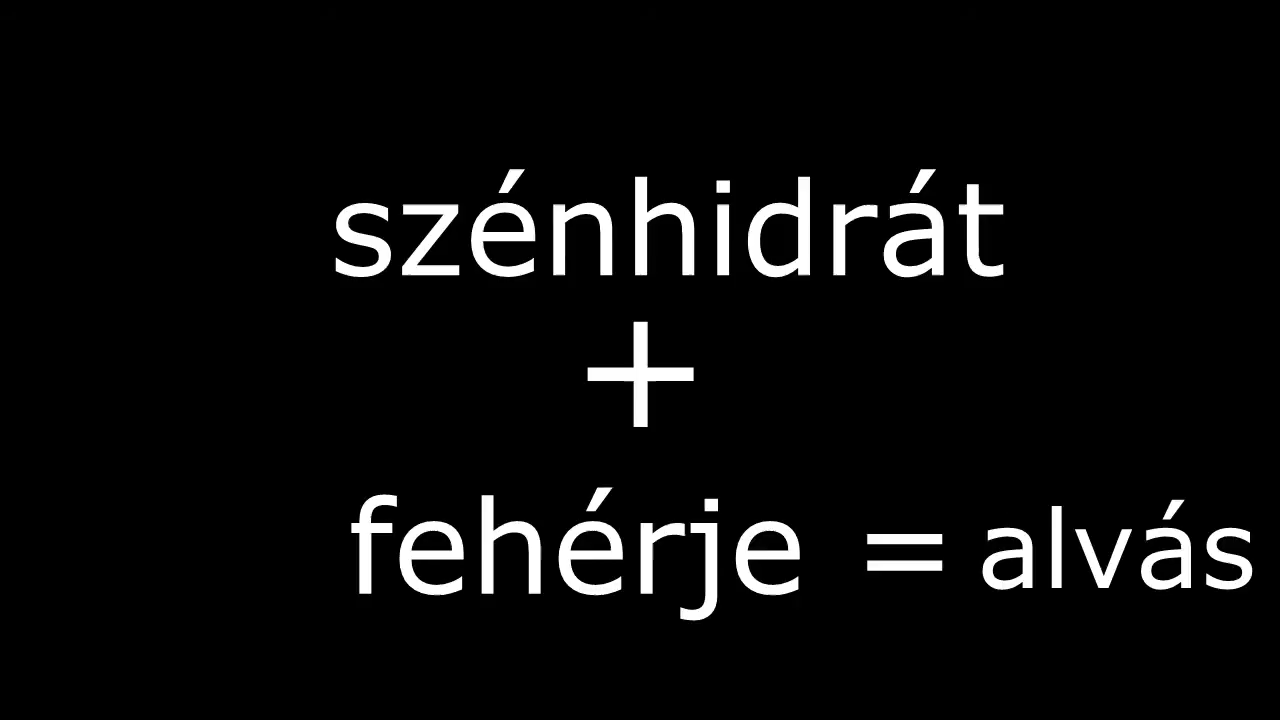 szénhidrát
+
fehérje = alvás